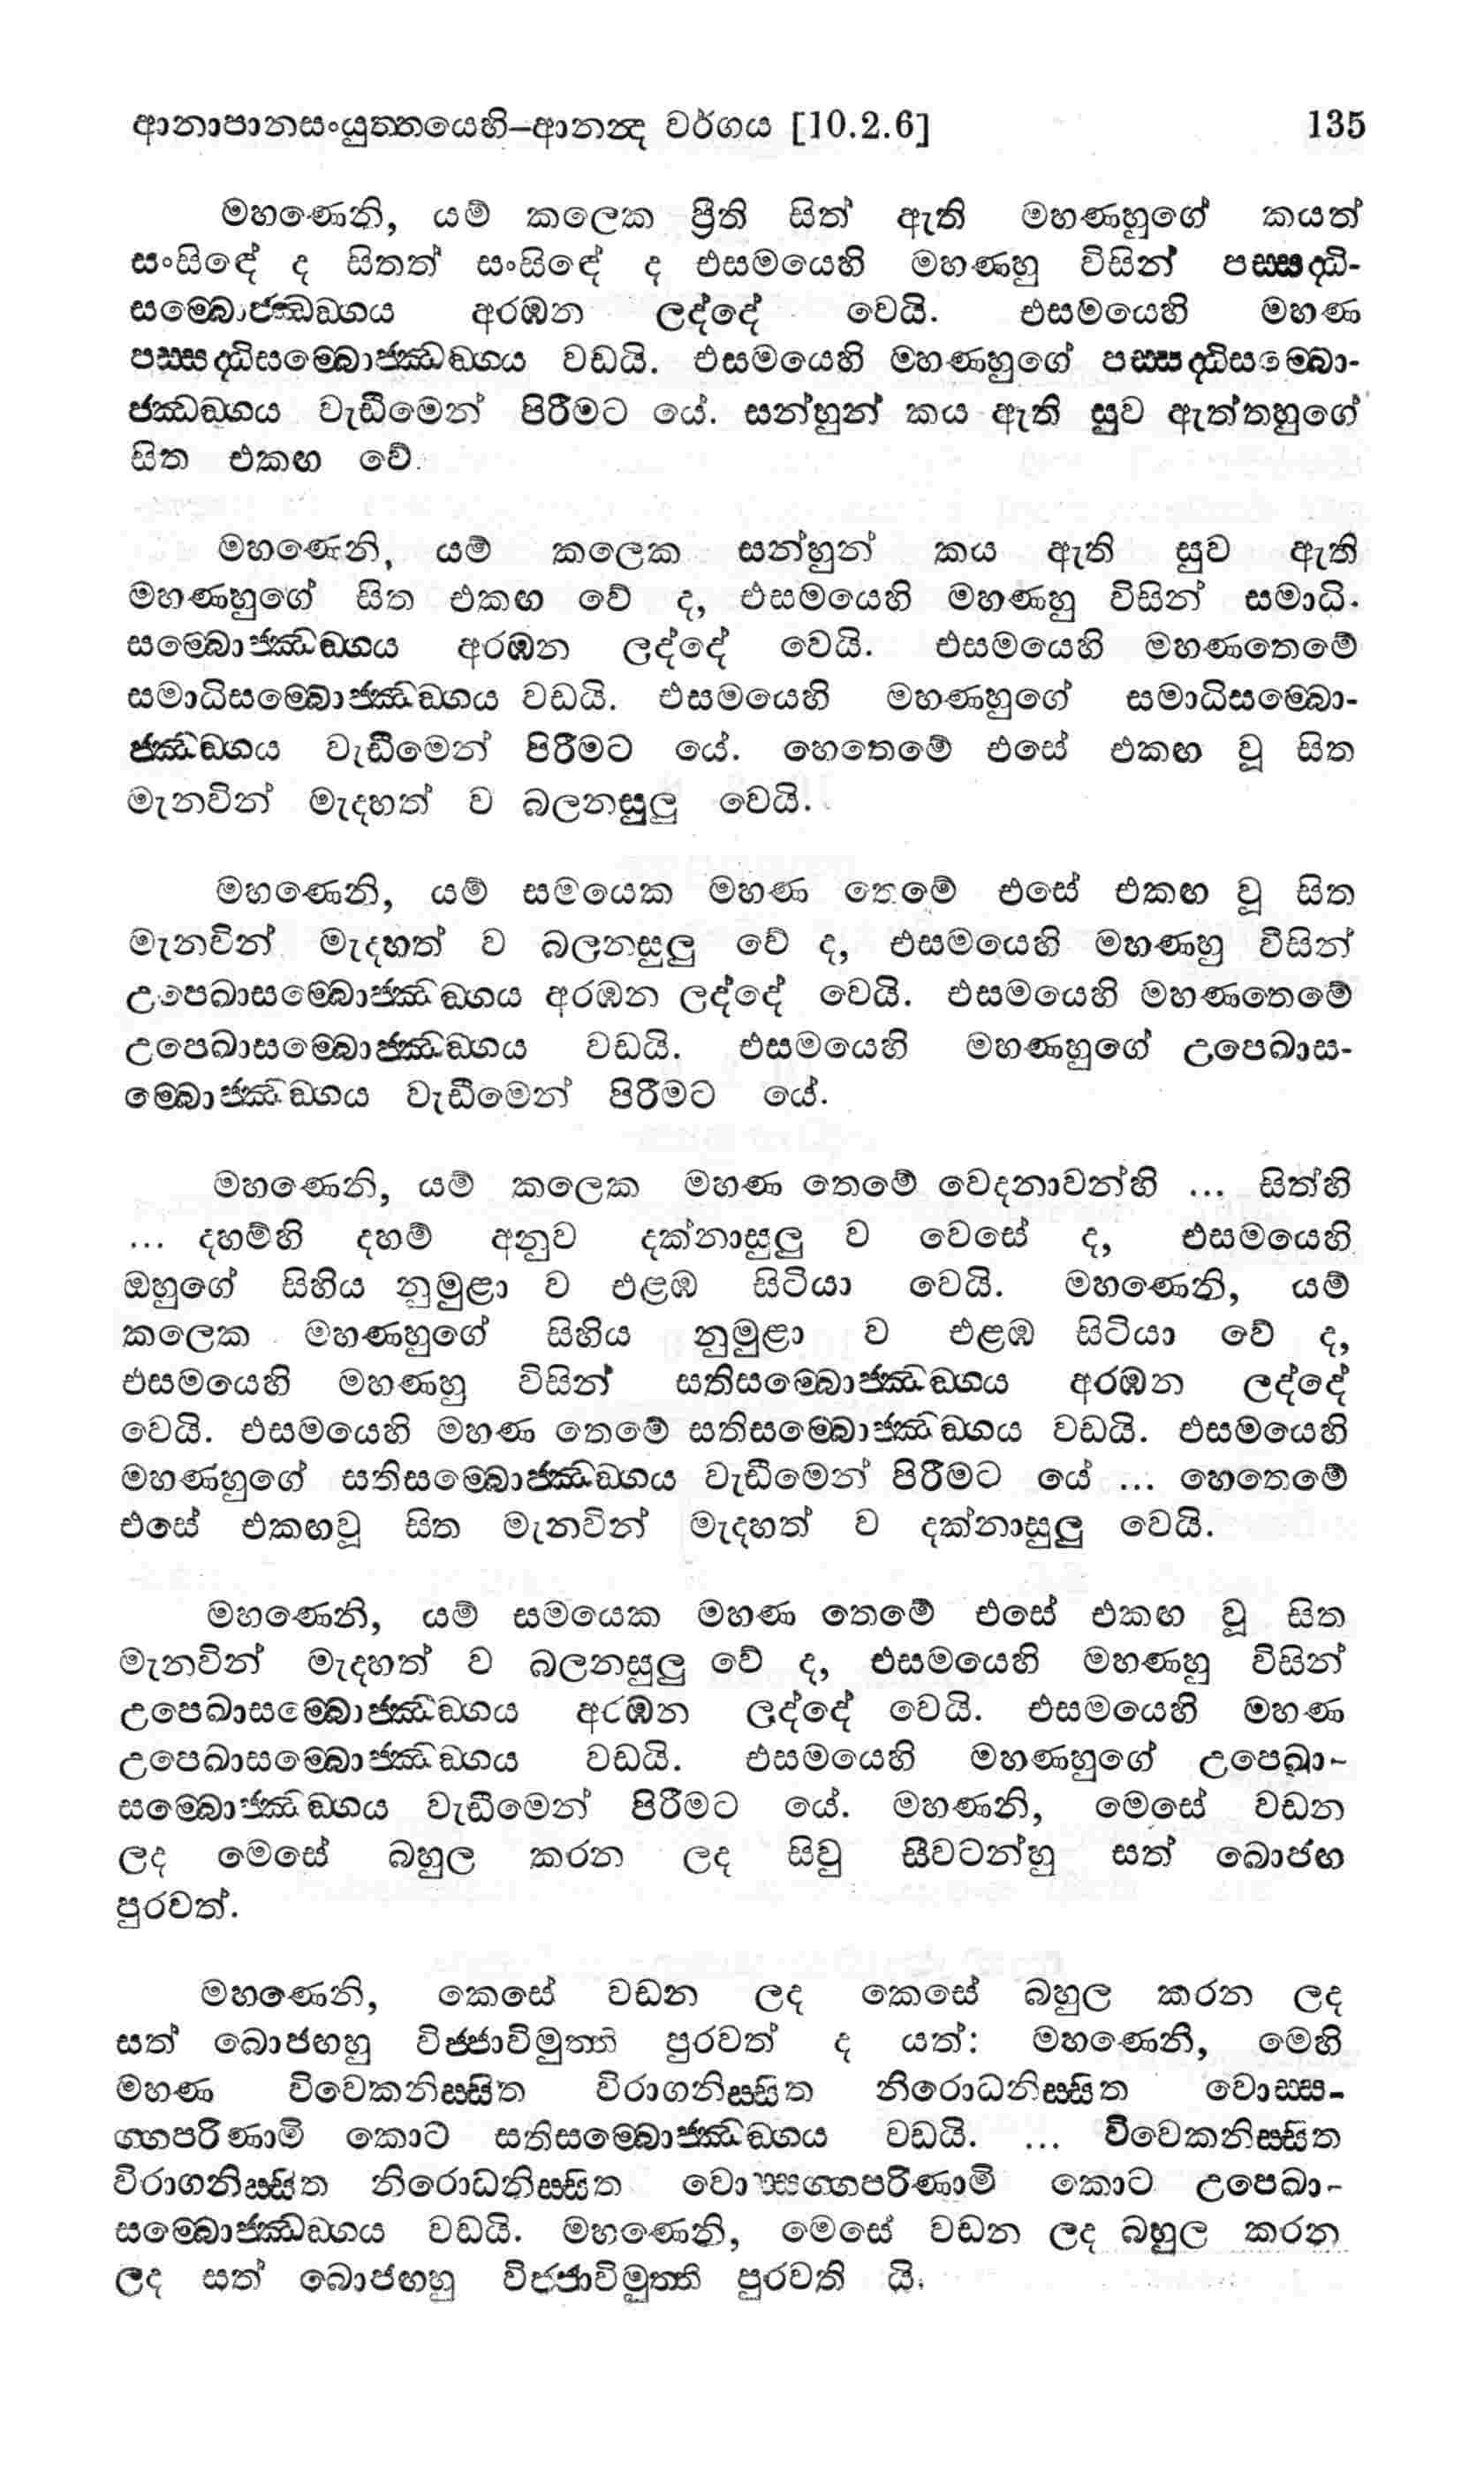 ආනාපානසංයුත්තයෙහි–ආනන්ද වර්ගය [10.2.6] 135
මහණෙනි, යම් කලෙක ප්‍රීති සිත් ඇති මහණහුගේ කයත්
සංසිඳේ ද සිතත් සංසිඳේ ද එසමයෙහි මහණහු විසින් පස්සද්ධි-
සම්බොජ්ඣඞ්ගය අරඹන ලද්දේ වෙයි. එසමයෙහි මහණ
පස්සද්ධිසම්බොජ්ඣඞ්ගය වඩයි. එසමයෙහි මහණහුගේ පස්සද්ධිසම්බො-
ජ්ඣඞ්ගය වැඩීමෙන් පිරීමට යේ. සන්හුන් කය ඇති සුව ඇත්තහුගේ
සිත එකඟ වේ.
මහණෙනි, යම් කලෙක සන්හුන් කය ඇති සුව ඇති
මහණහුගේ සිත එකඟ වේ ද, එසමයෙහි මහණහු විසින් සමාධි-
සම්බොජ්ඣඞ්ගය අරඹන ලද්දේ වෙයි. එසමයෙහි මහණතෙමේ
සමාධිසම්බොජ්ඣඞ්ගය වඩයි. එසමයෙහි මහණහුගේ සමාධිසම්බො-
ජ්ඣඞ්ගය වැඩීමෙන් පිරීමට යේ. හෙතෙමේ එසේ එකඟ වූ සිත
මැනවින් මැදහත් ව බලනසුලු වෙයි.
මහණෙනි, යම් සමයෙක මහණ තෙමේ එසේ එකඟ වූ සිත
මැනවින් මැදහත් ව බලනසුලු වේ ද, එසමයෙහි මහණහු විසින්
උපෙඛාසම්බොජ්ඣඞ්ගය අරඹන ලද්දේ වෙයි. එසමයෙහි මහණතෙමේ
උපෙඛාසම්බොජ්ඣඞ්ගය වඩයි. එසමයෙහි මහණහුගේ උපෙඛාස-
ම්බොජ්ඣඞ්ගය වැඩීමෙන් පිරීමට යේ.
මහණෙනි, යම් කලෙක මහණ තෙමේ වෙදනාවන්හි ... සිත්හි
... දහම්හි දහම් අනුව දක්නාසුලු ව වෙසේ ද, එසමයෙහි
ඔහුගේ සිහිය නුමුළා ව එළඹ සිටියා වෙයි. මහණෙනි, යම්
කලෙක මහණහුගේ සිහිය නුමුළා ව එළඹ සිටියා වේ ද,
එසමයෙහි මහණහු විසින් සතිසම්බොජ්ඣඞ්ගය අරඹන ලද්දේ
වෙයි. එසමයෙහි මහණ තෙමේ සතිසම්බොජ්ඣඞ්ගය වඩයි. එසමයෙහි
මහණහුගේ සතිසම්බොජ්ඣඞ්ගය වැඩීමෙන් පිරීමට යේ ... හෙතෙමේ
එසේ එකඟවූ සිත මැනවින් මැදහත් ව දක්නාසුලු වෙයි.
මහණෙනි, යම් සමයෙක මහණ තෙමේ එසේ එකඟ වූ සිත
මැනවින් මැදහත් ව බලනසුලු වේ ද, එසමයෙහි මහණහු විසින්
උපෙඛාසම්බොජ්ඣඞ්ගය අරඹන ලද්දේ වෙයි. එසමයෙහි මහණ
උපෙඛාසම්බොජ්ඣඞ්ගය වඩයි. එසමයෙහි මහණහුගේ උපෙඛා-
සම්බොජ්ඣඞ්ගය වැඩීමෙන් පිරීමට යේ. මහණනි, මෙසේ වඩන
ලද මෙසේ බහුල කරන ලද සිවු සීවටන්හු සත් බොජඟ
පුරවත්.
මහණෙනි, කෙසේ වඩන ලද කෙසේ බහුල කරන ලද
සත් බොජඟහු විජ්ජාවිමුත්ති පුරවත් ද යත්: මහණෙනි, මෙහි
මහණ විවෙකනිස්සිත විරාගනිස්සිත නිරොධනිස්සිත වොස්ස-
ග්ගපරිණාමි කොට සතිසම්බොජ්ඣඞ්ගය වඩයි. ... විවෙකනිස්සිත
විරාගනිස්සිත නිරොධනිස්සිත වොස්සග්ගපරිණාමි කොට උපෙඛා-
සම්බොජ්ඣඞ්ගය වඩයි. මහණෙනි, මෙසේ වඩන ලද බහුල කරන
ලද සත් බොජඟහු විජ්ජාවිමුත්ති පුරවති යි.